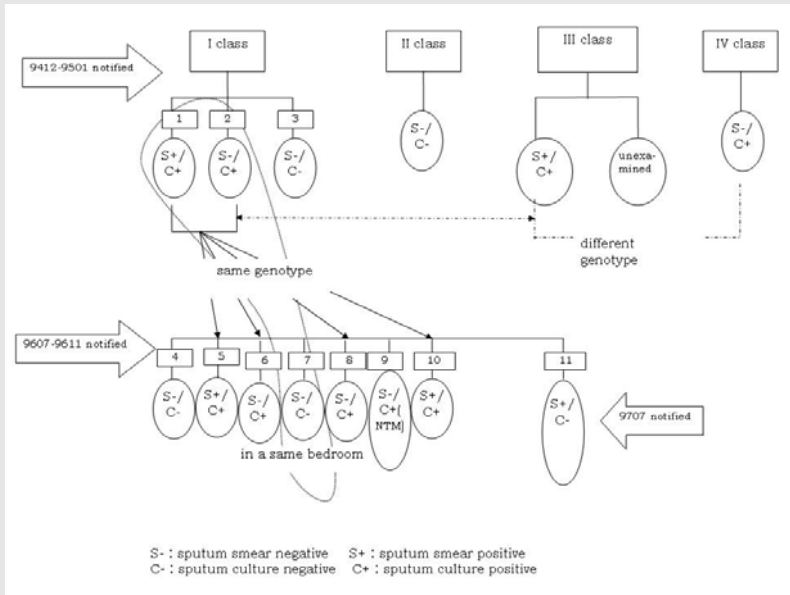 I class
II class
III class
IV class
9412-9501 notified
1
2
3
S+/
C+
S-/
C+
S-/
C-
S-/
C-
S+/
C+
unexa-
mined
S-/
C+
different
genotype
same genotype
9607-9611 notified
4
5
6
7
8
9
10
11
S-/
C-
S+/
C+
S-/
C+
S-/
C-
S-/
C+
S-/
C+(
NTM)
S+/
C+
S+/
C-
9707 notified
in a same bedroom
S- : sputum smear negative S+ : sputum smear positive
C- : sputum culture negative C+ : sputum culture positive